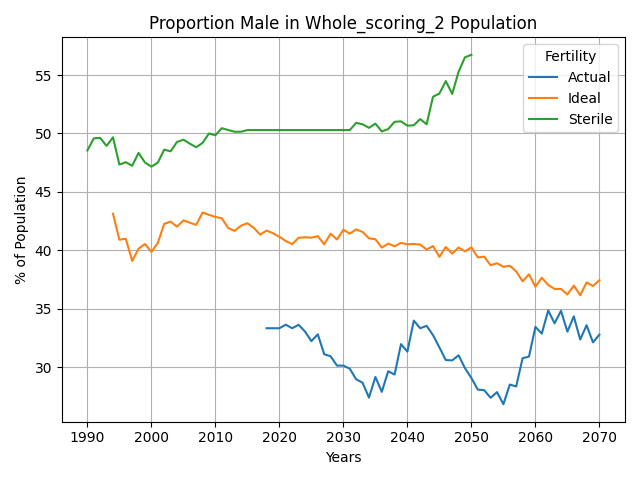 Proportion Male in Whole_scoring_2 Population
Fertility
Actual
Ideal
Sterile
% of Population
55
50
45
40
35
30
1990 2000 2010 2020 2030 2040 2050 2060 2070
Years